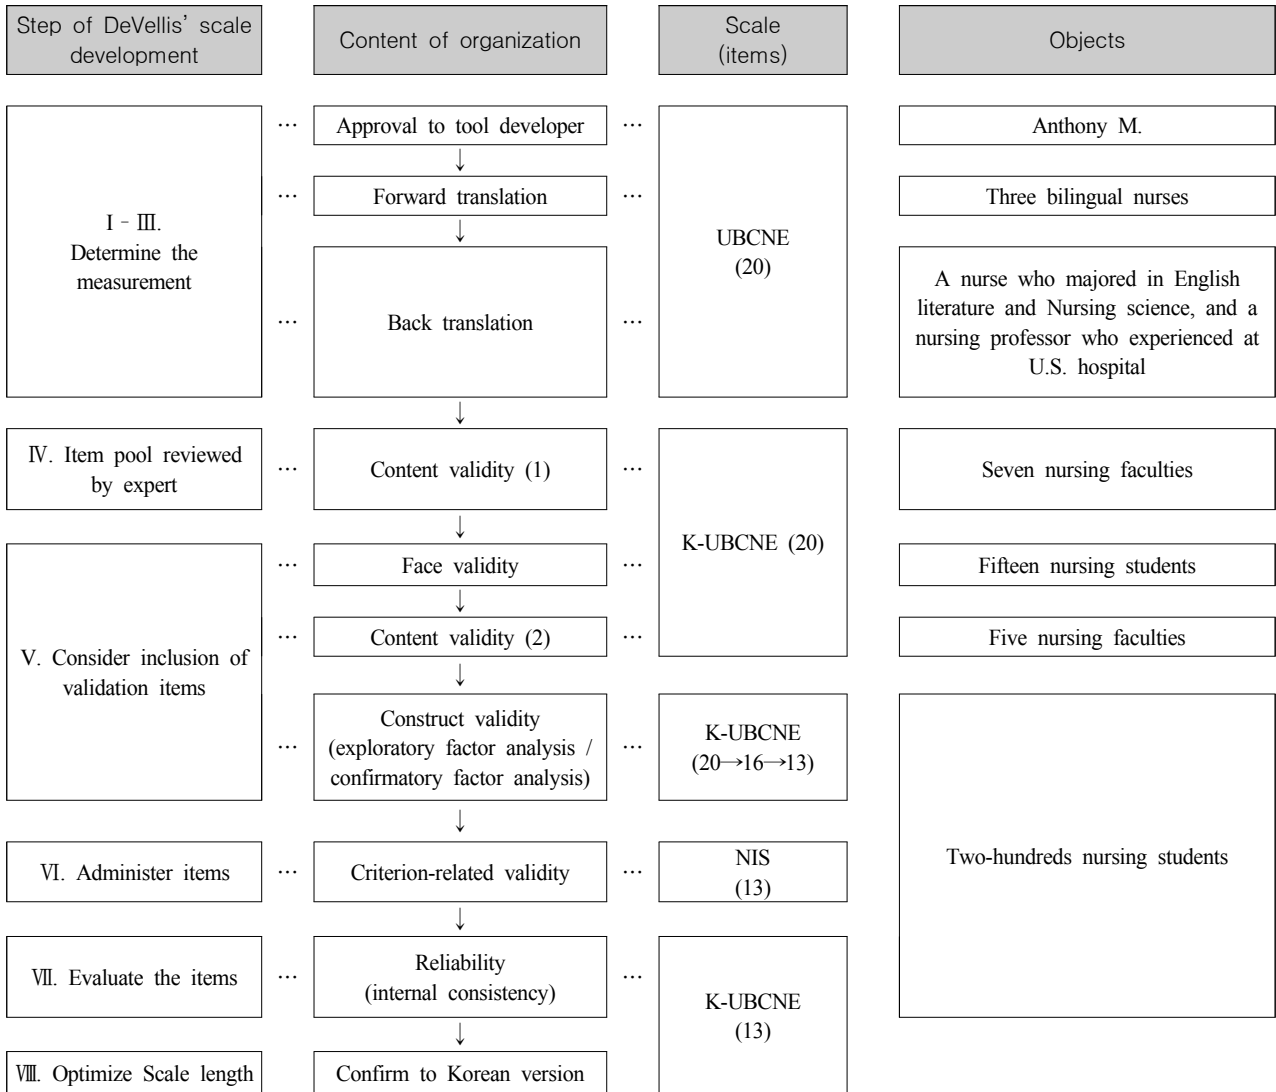 Step of DeVellis' scale
development
Content of organization
Scale
(items)
Objects
Ⅰ - Ⅲ.
Determine the
measurement
… Approval to tool developer …
UBCNE
(20)
Anthony M.
↓
… Forward translation …
Three bilingual nurses
↓
… Back translation …
A nurse who majored in English
literature and Nursing science, and a
nursing professor who experienced at
U.S. hospital
↓
Ⅳ. Item pool reviewed
by expert
… Content validity (1) …
K-UBCNE (20)
Seven nursing faculties
↓
Ⅴ. Consider inclusion of
validation items
… Face validity …
Fifteen nursing students
↓
… Content validity (2) …
Five nursing faculties
↓
… Construct validity
(exploratory factor analysis /
confirmatory factor analysis) …
K-UBCNE
(20→16→13)
Two-hundreds nursing students
↓
Ⅵ. Administer items
… Criterion-related validity …
NIS
(13)
↓
Ⅶ. Evaluate the items
… Reliability
(internal consistency) …
K-UBCNE
(13)
↓
Ⅷ. Optimize Scale length
Confirm to Korean version